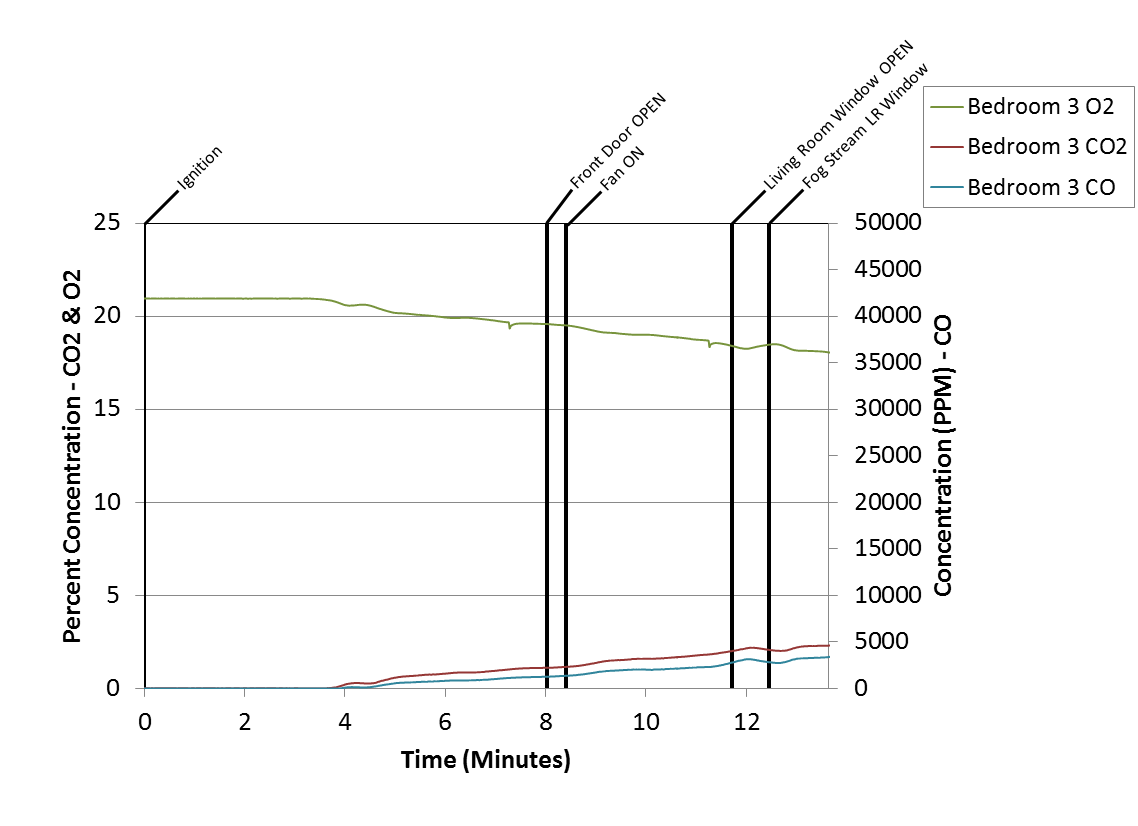 Ignition
Front Door OPEN
Fan ON
Living Room Window OPEN
Fog Stream LR Window
Bedroom 3 O2
Bedroom 3 CO2
Bedroom 3 CO
Percent Concentration - CO2 & O2
25
20
15
10
5
0
50000
45000
40000
35000
30000
25000
20000
15000
10000
5000
0
Concentration (PPM) - CO
0 2 4 6 8 10 12
Time (Minutes)